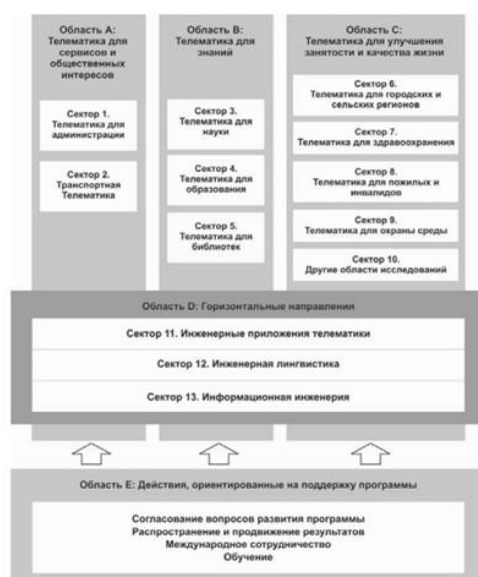 Область А:
Телематика для
сервисов и
общественных
интересов
Сектор 1.
Телематика для
администрации
Сектор 2.
Транспортная
Телематика
Область В:
Телематика для
знаний
Сектор 3.
Телематика для
науки
Сектор 4.
Телематика для
образования
Сектор 5.
Телематика для
библиотек
Область С:
Телематика для улучшения
занятости и качества жизни
Сектор 6.
Телематика для городских и
сельских регионов
Сектор 7.
Телематика для здравоохранения
Сектор 8.
Телематика для пожилых и
инвалидов
Сектор 9.
Телематика для охраны среды
Сектор 10.
Другие области исследований
Область D: Горизонтальные направления
Сектор 11. Инженерные приложения телематики
Сектор 12. Инженерная лингвистика
Сектор 13. Информационная инженерия
Область Е: Действия, ориентированные на поддержку программы
Согласование вопросов развития программы
Распространение и продвижение результатов
Международное сотрудничество
Обучение